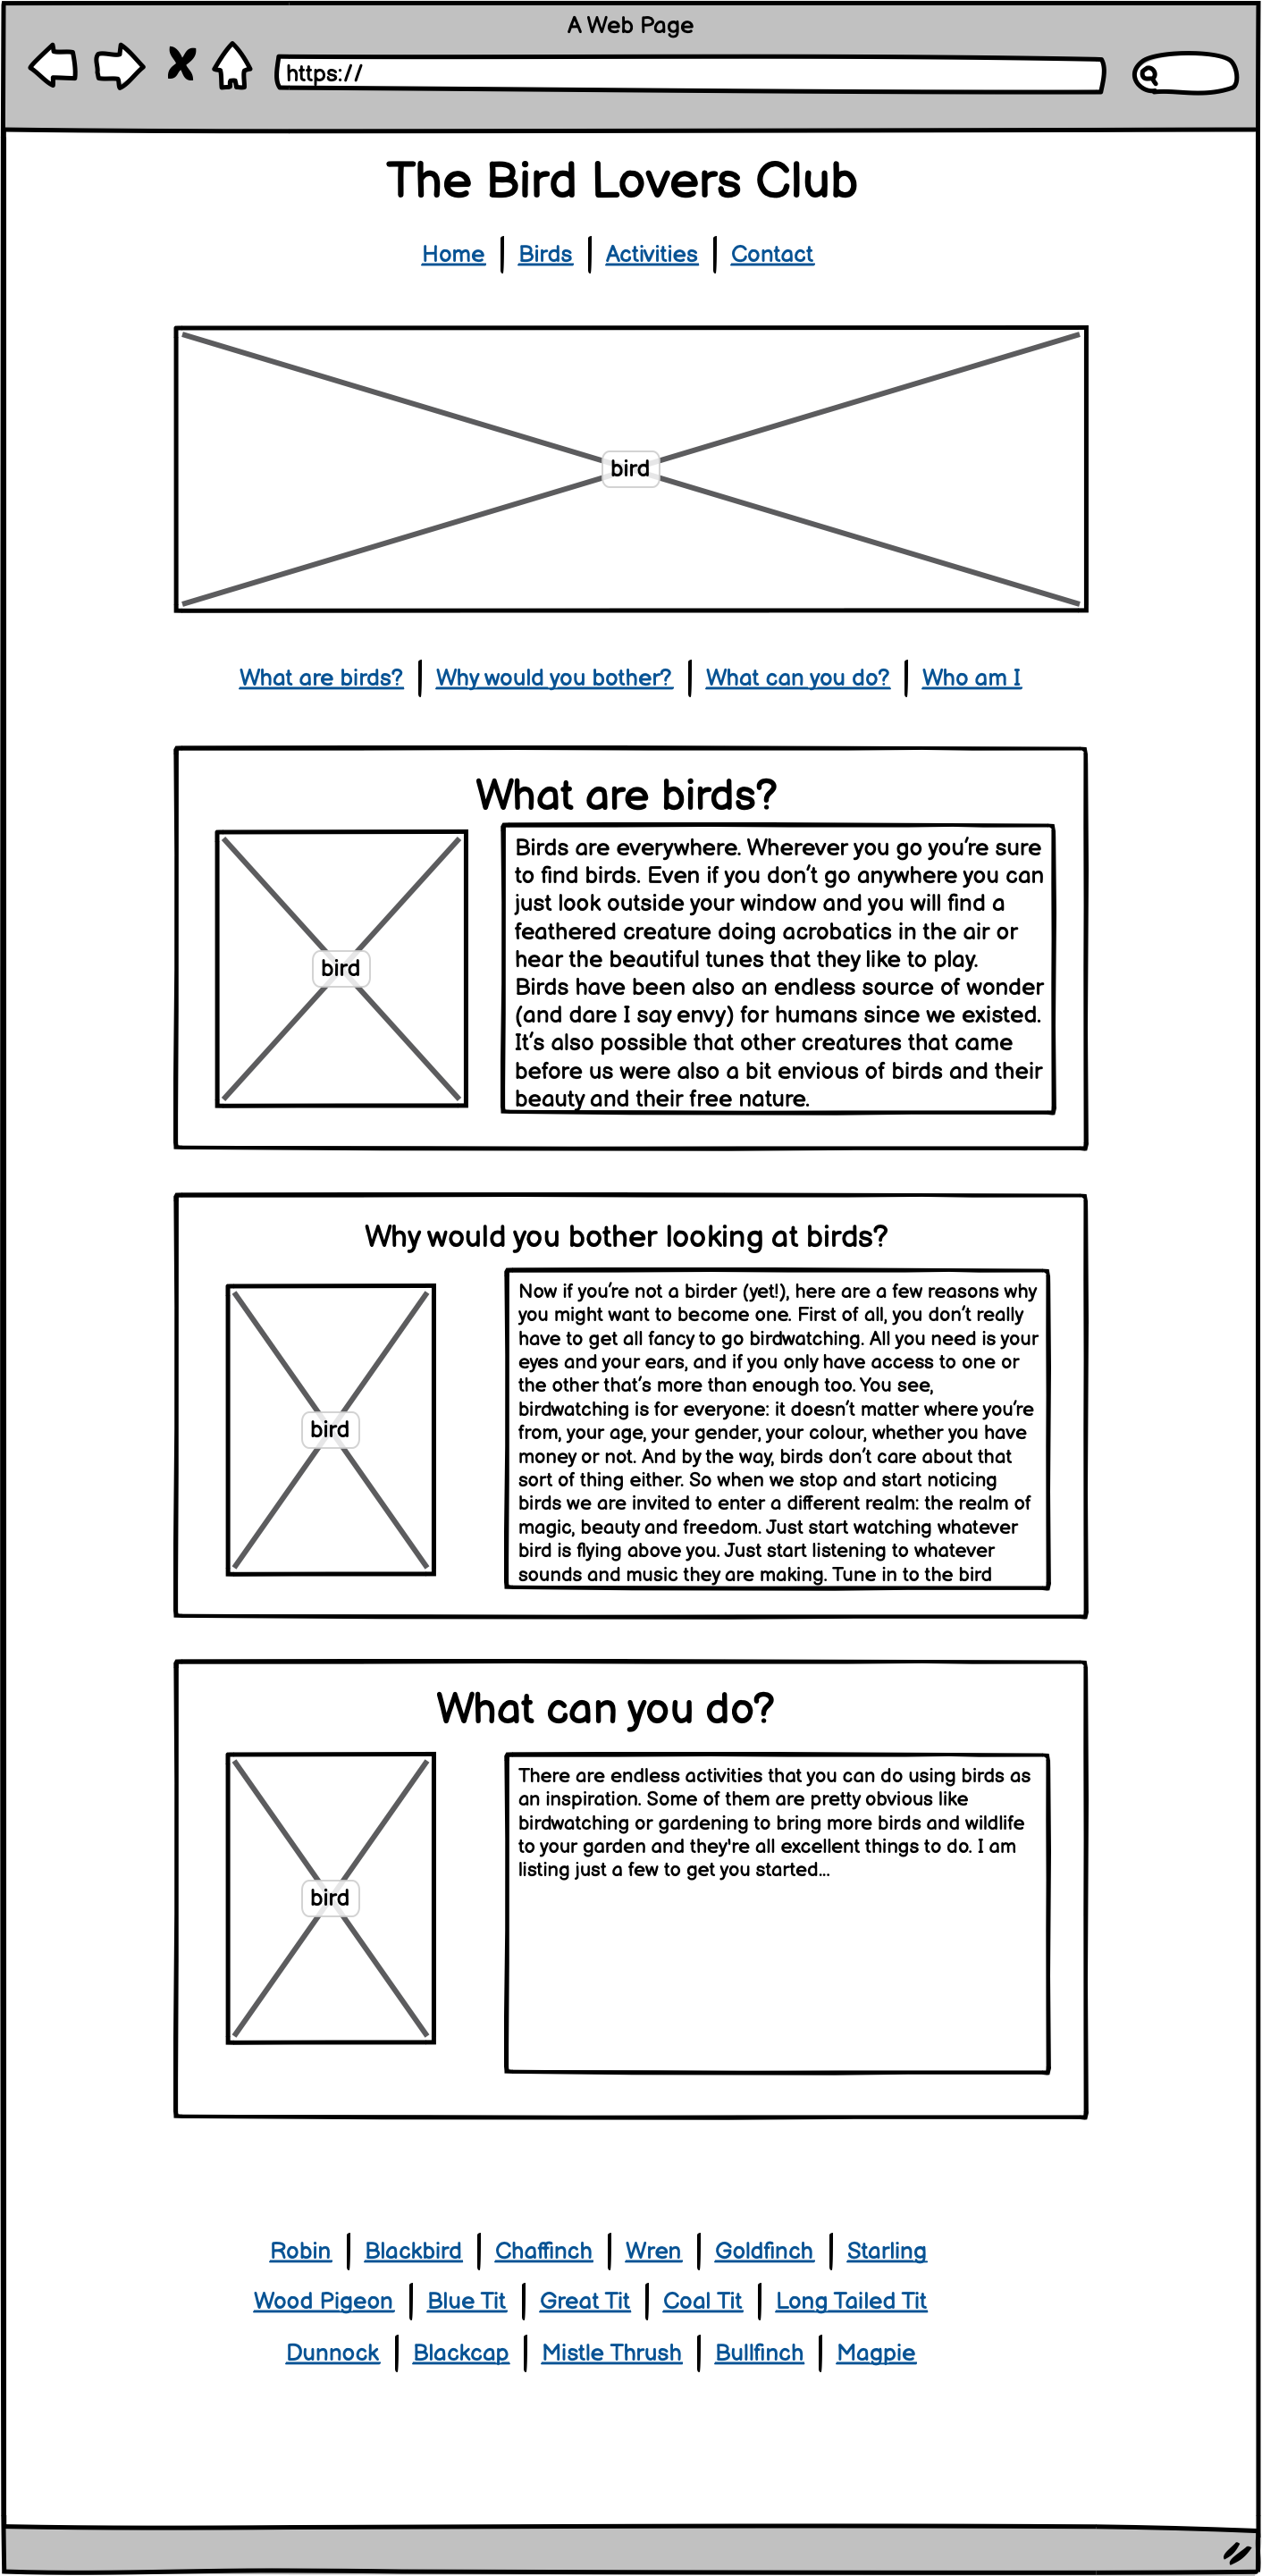 A Web Page
https://
The Bird Lovers Club
Home | Birds | Activities | Contact
bird
What are birds? | Why would you bother? | What can you do? | Who am I
What are birds?
bird
Birds are everywhere. Wherever you go you're sure
to find birds. Even if you don't go anywhere you can
just look outside your window and you will find a
feathered creature doing acrobatics in the air or
hear the beautiful tunes that they like to play.
Birds have been also an endless source of wonder
(and dare I say envy) for humans since we existed.
It's also possible that other creatures that came
before us were also a bit envious of birds and their
beauty and their free nature.
Why would you bother looking at birds?
bird
Now if you're not a birder (yet!), here are a few reasons why
you might want to become one. First of all, you don't really
have to get all fancy to go birdwatching. All you need is your
eyes and your ears, and if you only have access to one or
the other that's more than enough too. You see,
birdwatching is for everyone: it doesn't matter where you're
from, your age, your gender, your colour, whether you have
money or not. And by the way, birds don't care about that
sort of thing either. So when we stop and start noticing
birds we are invited to enter a different realm: the realm of
magic, beauty and freedom. Just start watching whatever
bird is flying above you. Just start listening to whatever
sounds and music they are making. Tune in to the bird
What can you do?
bird
There are endless activities that you can do using birds as
an inspiration. Some of them are pretty obvious like
birdwatching or gardening to bring more birds and wildlife
to your garden and they're all excellent things to do. I am
listing just a few to get you started...
Robin | Blackbird | Chaffinch | Wren | Goldfinch | Starling
Wood Pigeon | Blue Tit | Great Tit | Coal Tit | Long Tailed Tit
Dunnock | Blackcap | Mistle Thrush | Bullfinch | Magpie